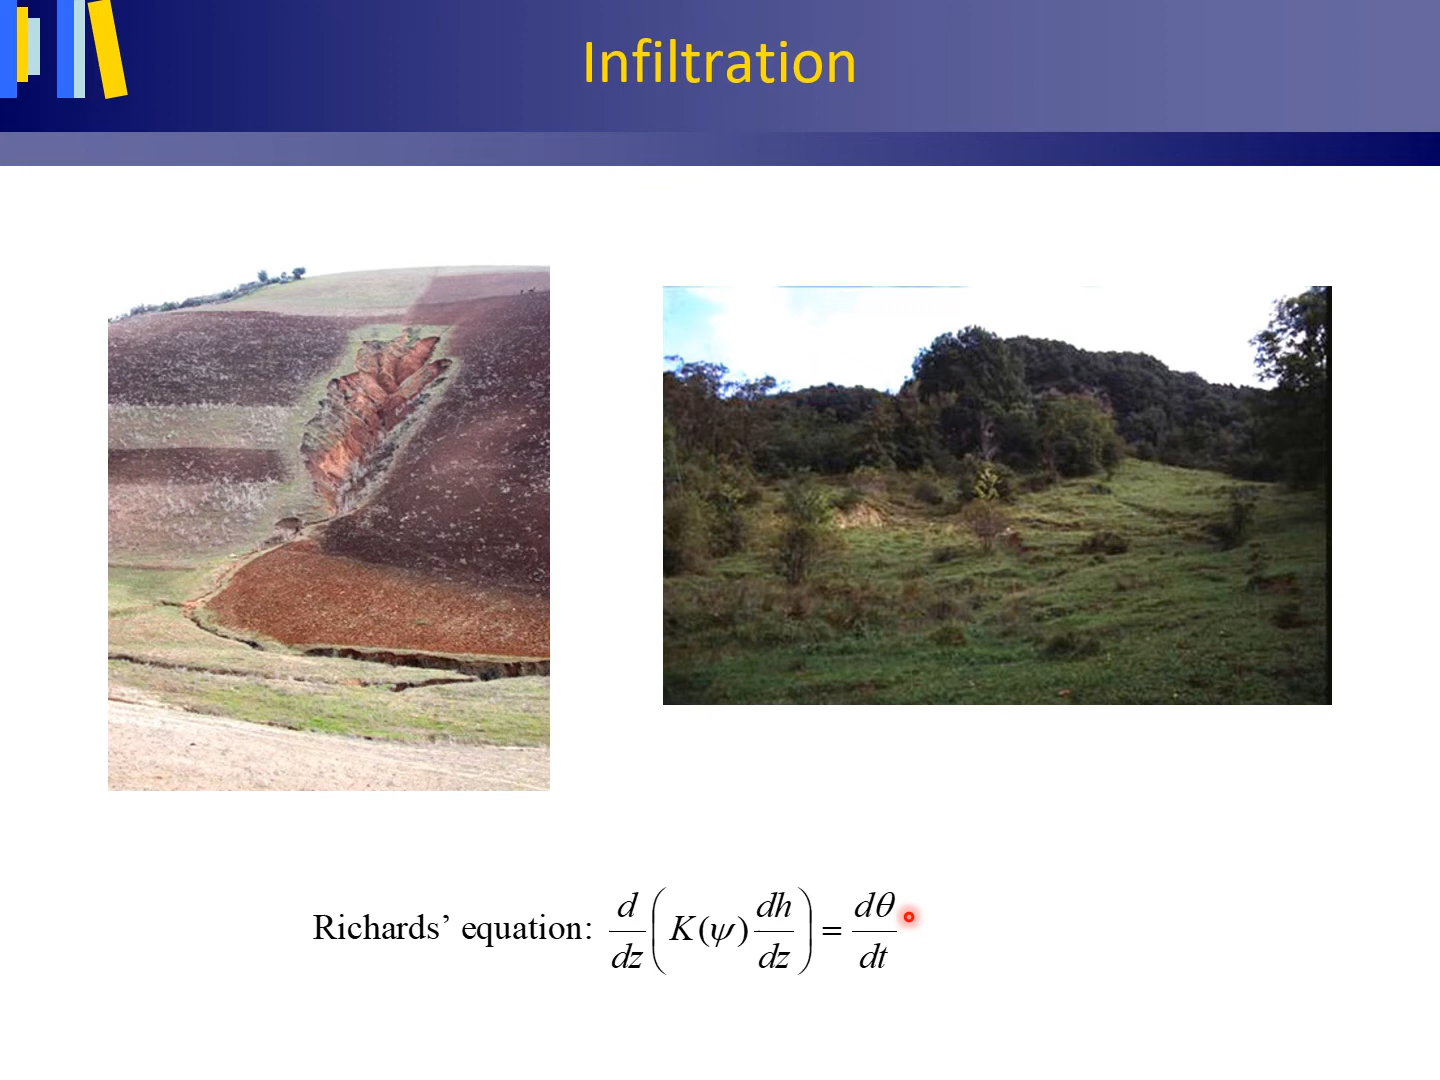 Infiltration
Richards’ equation: d/dz ( K(ψ) dh/dz ) = dθ/dt